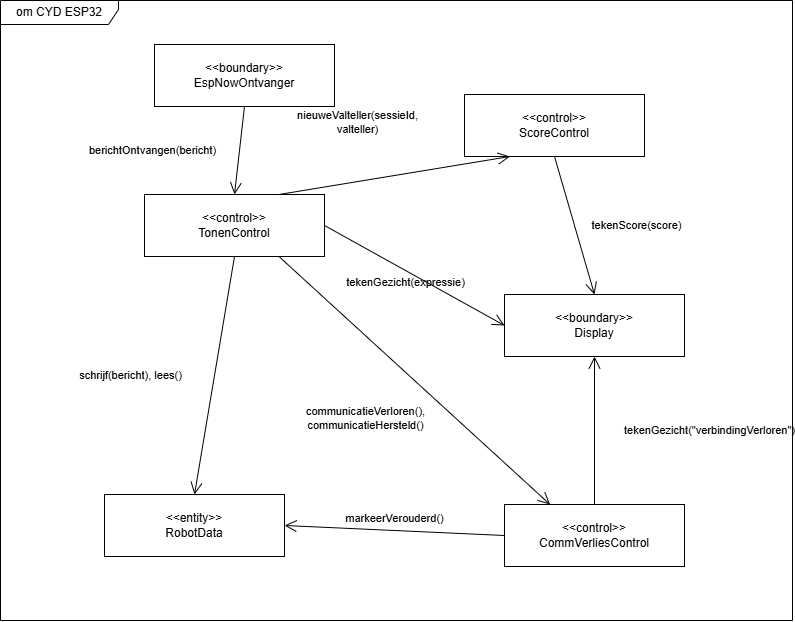 om CYD ESP32
<<boundary>>
EspNowOntvanger
nieuweValteller(sessieId,
valteller)
<<control>>
ScoreControl
berichtOntvangen(bericht)
<<control>>
TonenControl
tekenScore(score)
tekenGezicht(expressie)
<<boundary>>
Display
schrijf(bericht), lees()
communicatieVerloren(),
communicatieHersteld()
tekenGezicht("verbindingVerloren")
<<entity>>
RobotData
markeerVerouderd()
<<control>>
CommVerliesControl